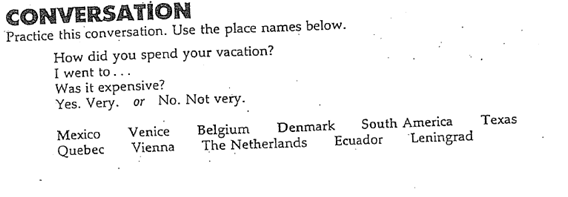 CONVERSATION
Practice this conversation. Use the place names below.
How did you spend your vacation?
I went to...
Was it expensive?
Yes. Very. or No. Not very.
Mexico Venice Belgium Denmark South America Texas
Quebec Vienna The Netherlands Ecuador Leningrad